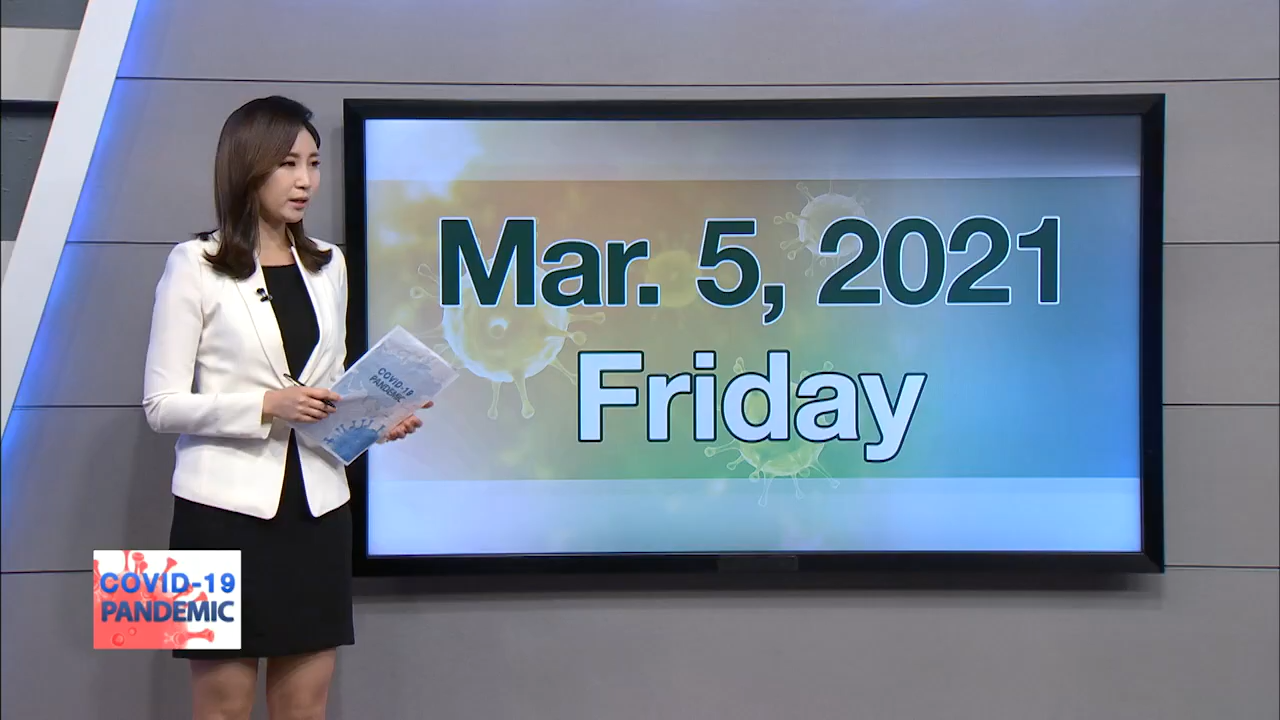 Mar. 5, 2021
Friday
COVID-19
PANDEMIC
COVID-19
PANDEMIC